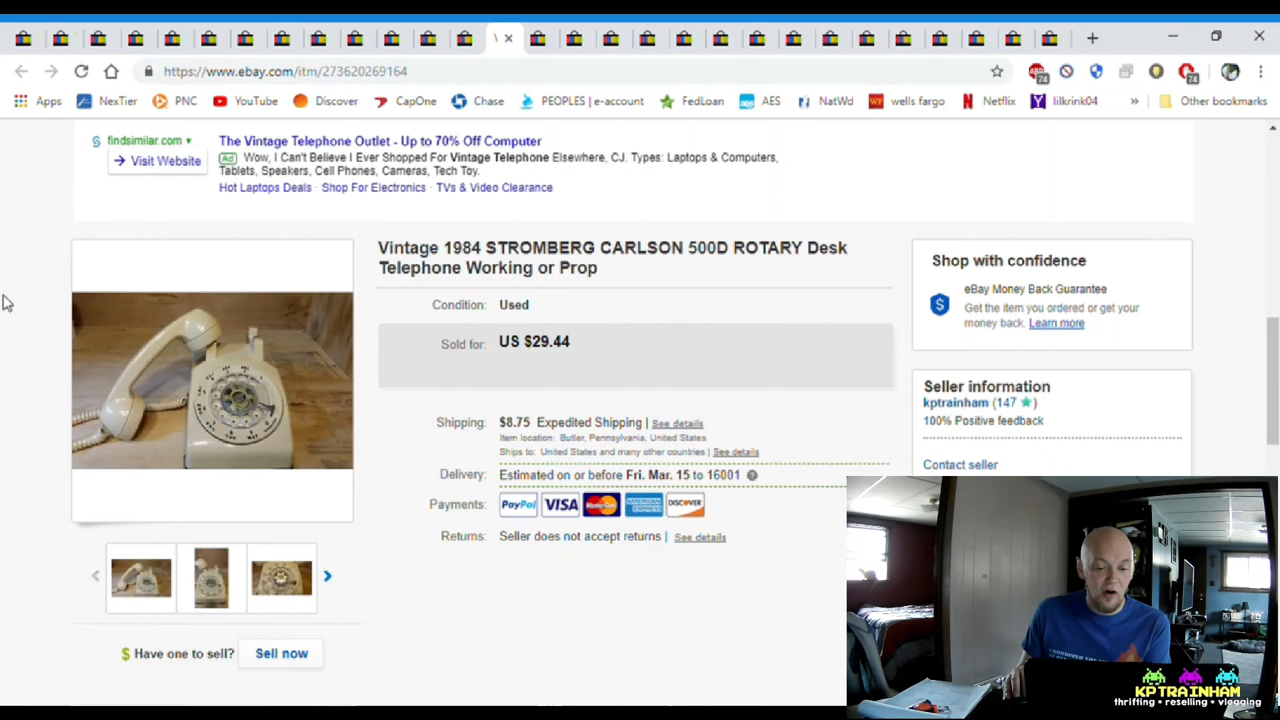 https://www.ebay.com/itm/273620269164
74
74
Apps
NexTier
PNC
YouTube
Discover
CapOne
Chase
PEOPLES | e-account
FedLoan
AES
NatWd
wells fargo
Netflix
lilkrink04
»
Other bookmarks
findsimilar.com
Visit Website
The Vintage Telephone Outlet - Up to 70% Off Computer
Ad Wow, I Can't Believe I Ever Shopped For Vintage Telephone Elsewhere, CJ. Types: Laptops & Computers,
Tablets, Speakers, Cell Phones, Cameras, Tech Toy.
Hot Laptops Deals · Shop For Electronics · TVs & Video Clearance
Vintage 1984 STROMBERG CARLSON 500D ROTARY Desk
Telephone Working or Prop
Condition: Used
Sold for: US $29.44
Shipping: $8.75 Expedited Shipping | See details
Item location: Butler, Pennsylvania, United States
Ships to: United States and many other countries | See details
Delivery: Estimated on or before Fri. Mar. 15 to 16001
Payments: PayPal VISA MasterCard AMERICAN EXPRESS DISCOVER
Returns: Seller does not accept returns | See details
$ Have one to sell? Sell now
Shop with confidence
eBay Money Back Guarantee
Get the item you ordered or get your
money back. Learn more
Seller information
kptrainham (147 )
100% Positive feedback
Contact seller
KPTRAINHAM
thrifting • reselling • vlogging